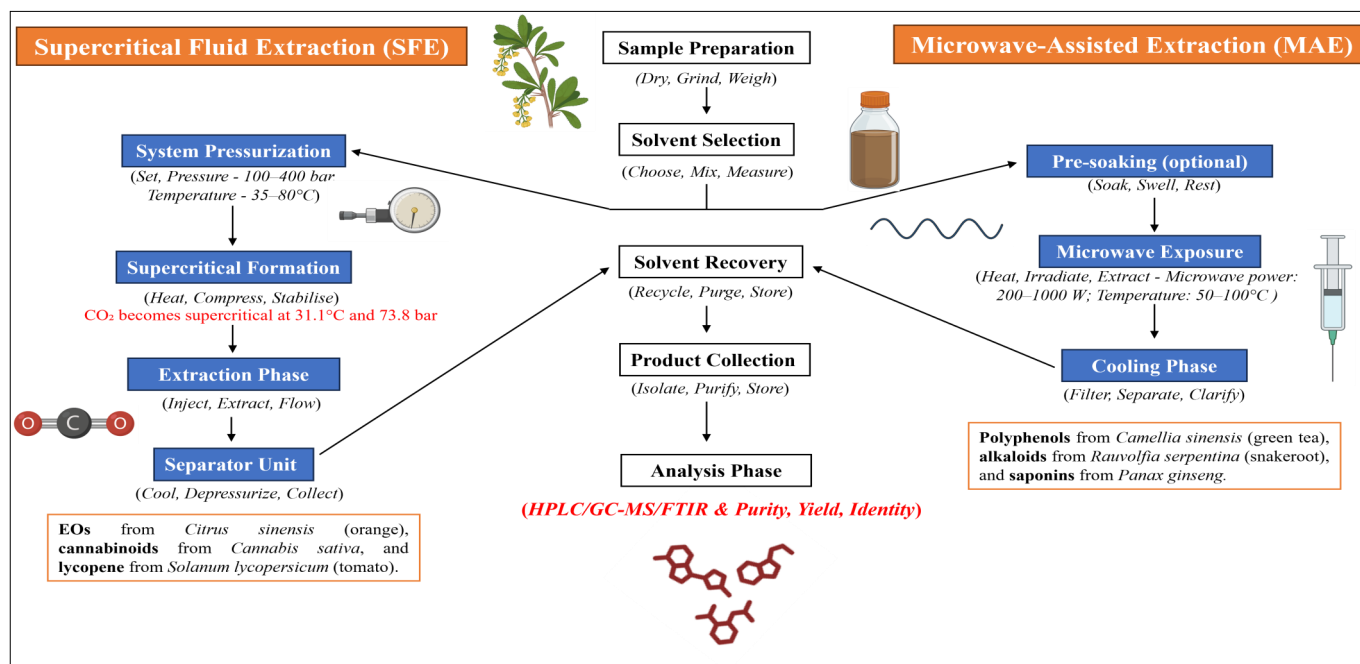 Supercritical Fluid Extraction (SFE)
System Pressurization
(Set, Pressure - 100–400 bar
Temperature - 35–80°C)
Supercritical Formation
(Heat, Compress, Stabilise)
CO₂ becomes supercritical at 31.1°C and 73.8 bar
Extraction Phase
(Inject, Extract, Flow)
O C O
Separator Unit
(Cool, Depressurize, Collect)
EOs from Citrus sinensis (orange),
cannabinoids from Cannabis sativa, and
lycopene from Solanum lycopersicum (tomato).
Sample Preparation
(Dry, Grind, Weigh)
Solvent Selection
(Choose, Mix, Measure)
Solvent Recovery
(Recycle, Purge, Store)
Product Collection
(Isolate, Purify, Store)
Analysis Phase
(HPLC/GC-MS/FTIR & Purity, Yield, Identity)
Microwave-Assisted Extraction (MAE)
Pre-soaking (optional)
(Soak, Swell, Rest)
Microwave Exposure
(Heat, Irradiate, Extract - Microwave power:
200–1000 W; Temperature: 50–100°C )
Cooling Phase
(Filter, Separate, Clarify)
Polyphenols from Camellia sinensis (green tea),
alkaloids from Rauvolfia serpentina (snakeroot),
and saponins from Panax ginseng.